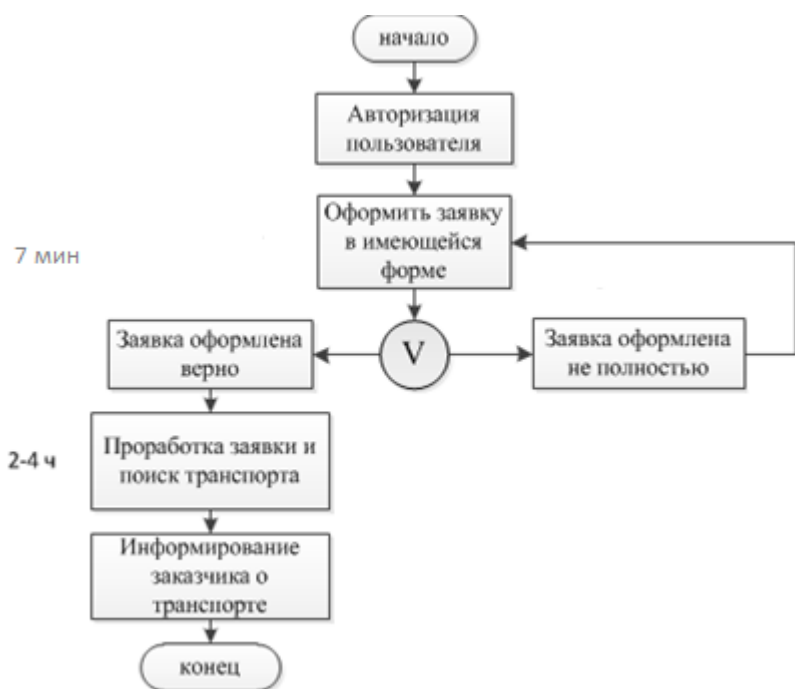 начало
Авторизация
пользователя
Оформить заявку
в имеющейся
форме
7 мин
Заявка оформлена
верно
V
Заявка оформлена
не полностью
2-4 ч
Проработка заявки и
поиск транспорта
Информирование
заказчика о
транспорте
конец